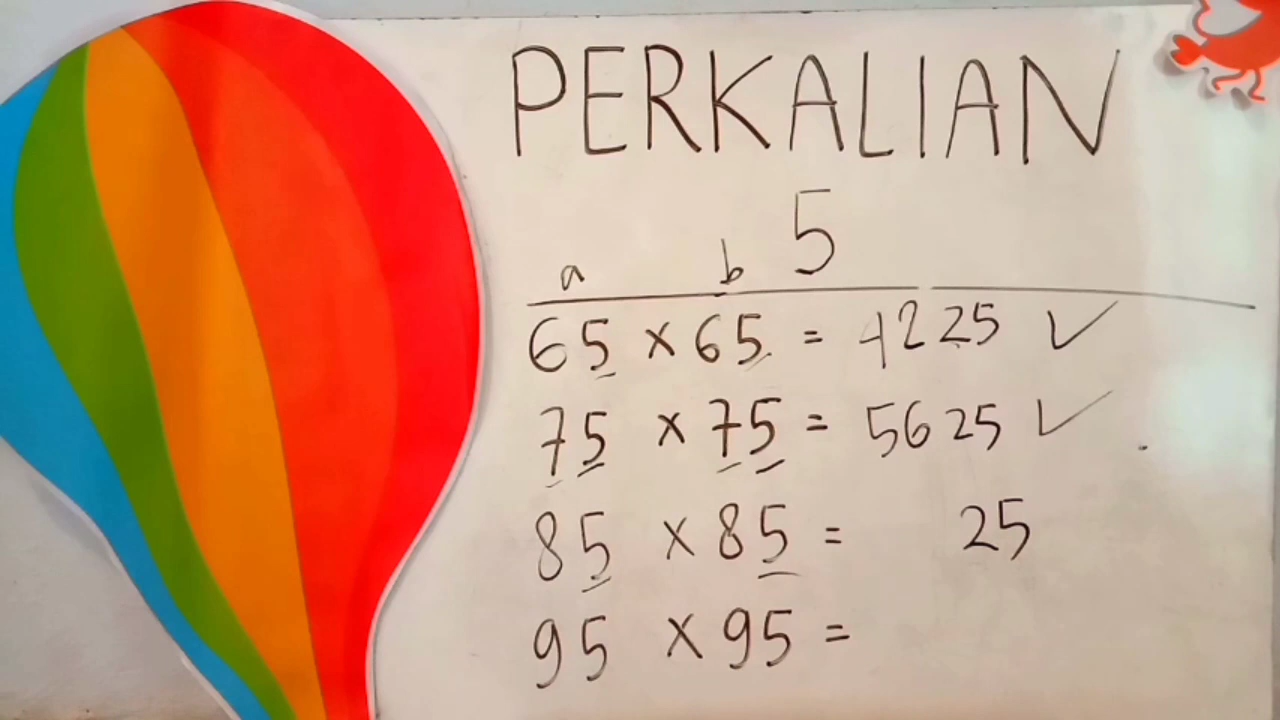 PERKALIAN
5
a b
65 × 65 = 4225 ✓
75 × 75 = 5625 ✓
85 × 85 = 25
95 × 95 =